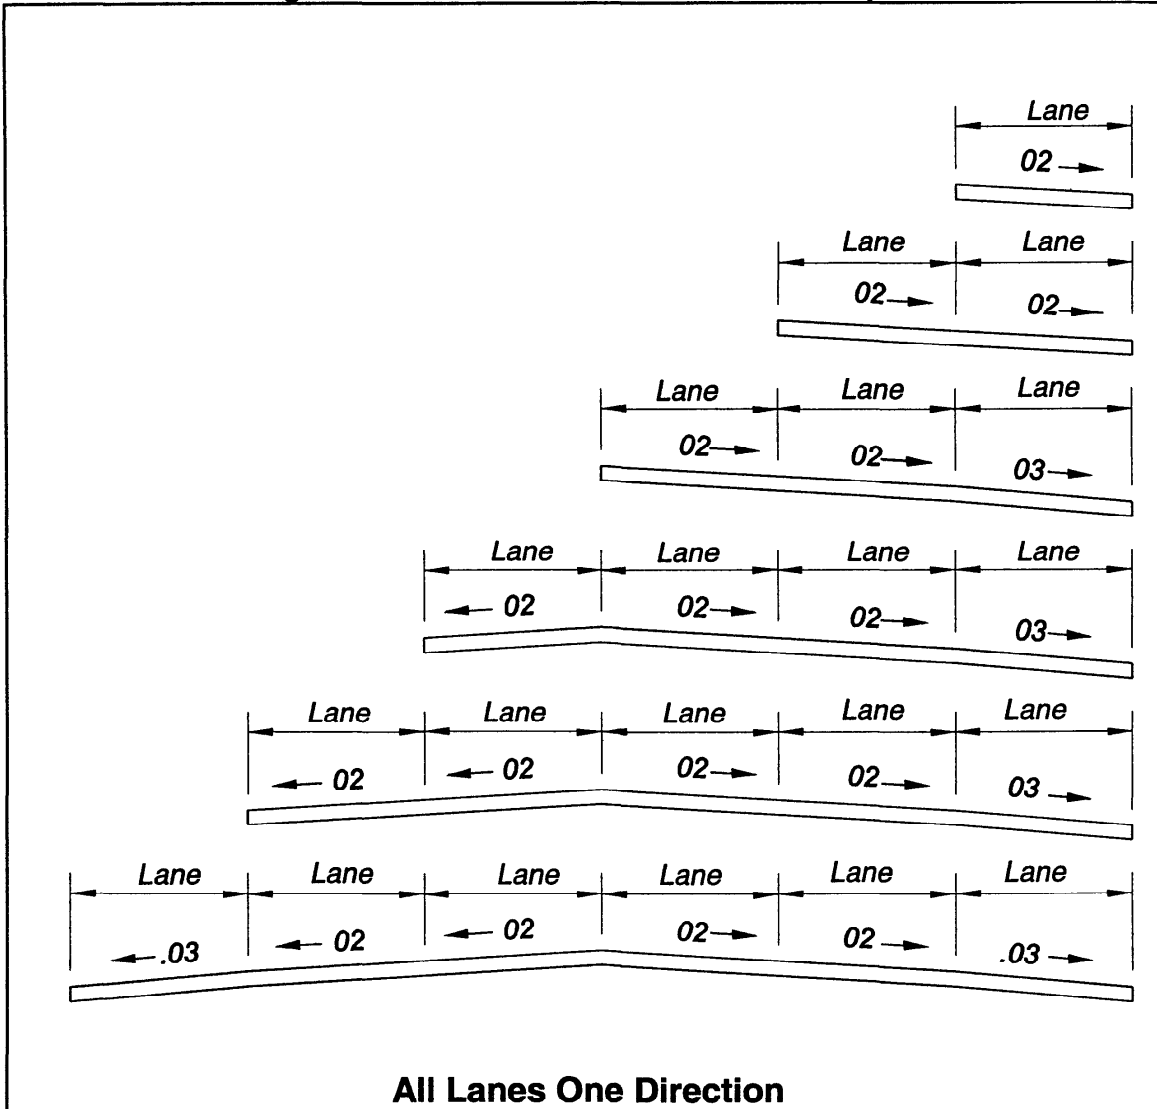 Lane
02
Lane Lane
02 02
Lane Lane Lane
02 02 03
Lane Lane Lane Lane
02 02 02 03
Lane Lane Lane Lane Lane
02 02 02 02 03
Lane Lane Lane Lane Lane Lane
.03 02 02 02 02 .03
All Lanes One Direction